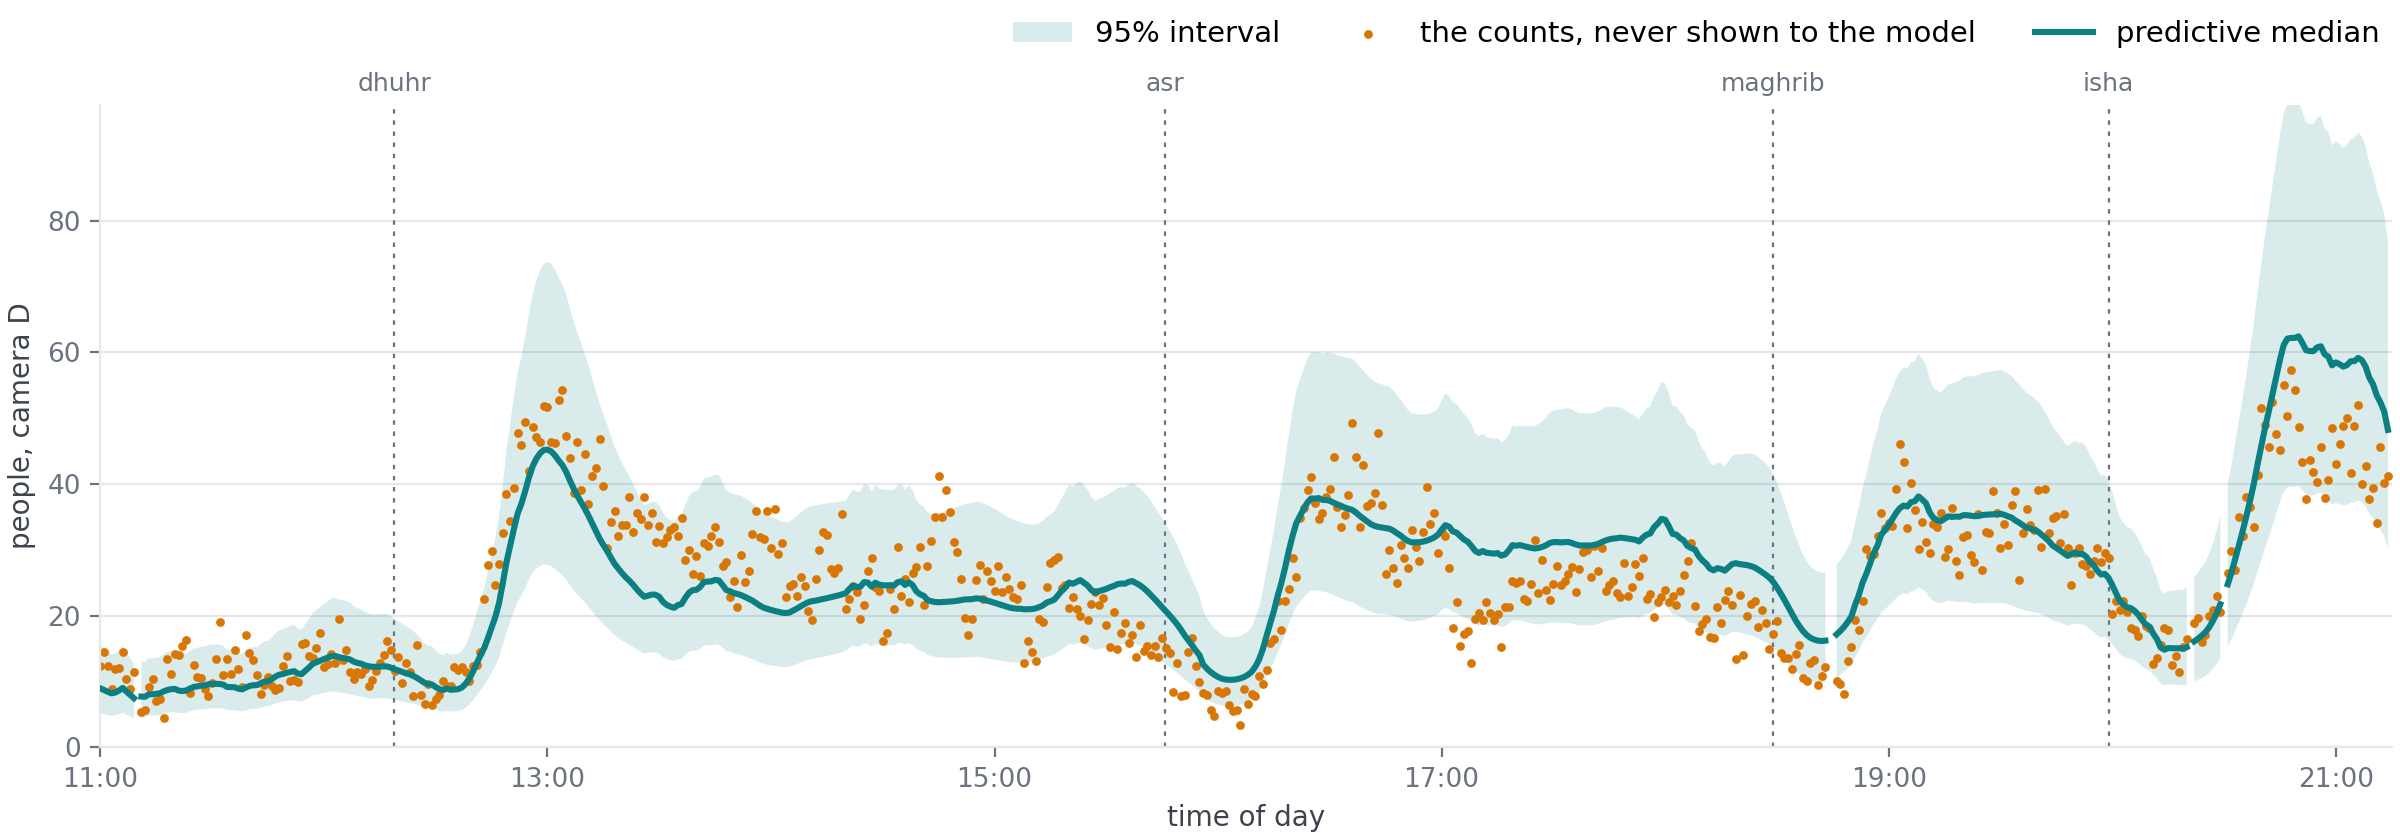 95% interval
the counts, never shown to the model
predictive median
dhuhr
asr
maghrib
isha
people, camera D
80
60
40
20
0
11:00
13:00
15:00
17:00
19:00
21:00
time of day